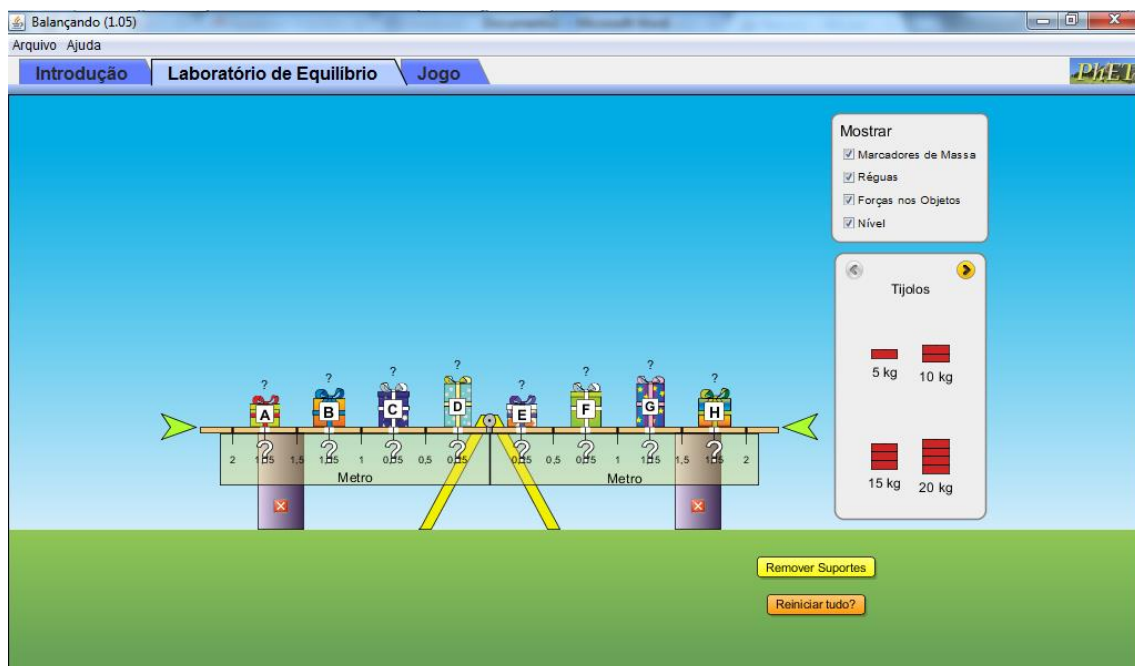 Balançando (1.05)
Arquivo Ajuda
Introdução
Laboratório de Equilíbrio
Jogo
PhET
Mostrar
Marcadores de Massa
Réguas
Forças nos Objetos
Nível
Tijolos
5 kg
10 kg
15 kg
20 kg
? ? ? ? ? ? ? ?
A B C D E F G H
? ? ? ? ? ? ? ?
2 1,5 1 0,5 0,5 1 1,5 2
Metro Metro
Remover Suportes
Reiniciar tudo?